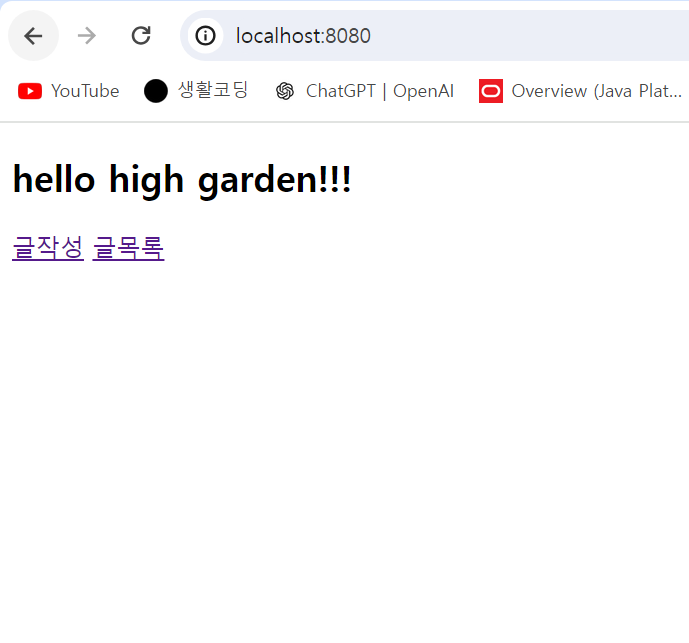 localhost:8080
YouTube 생활코딩 ChatGPT | OpenAI Overview (Java Plat...
hello high garden!!!
글작성 글목록